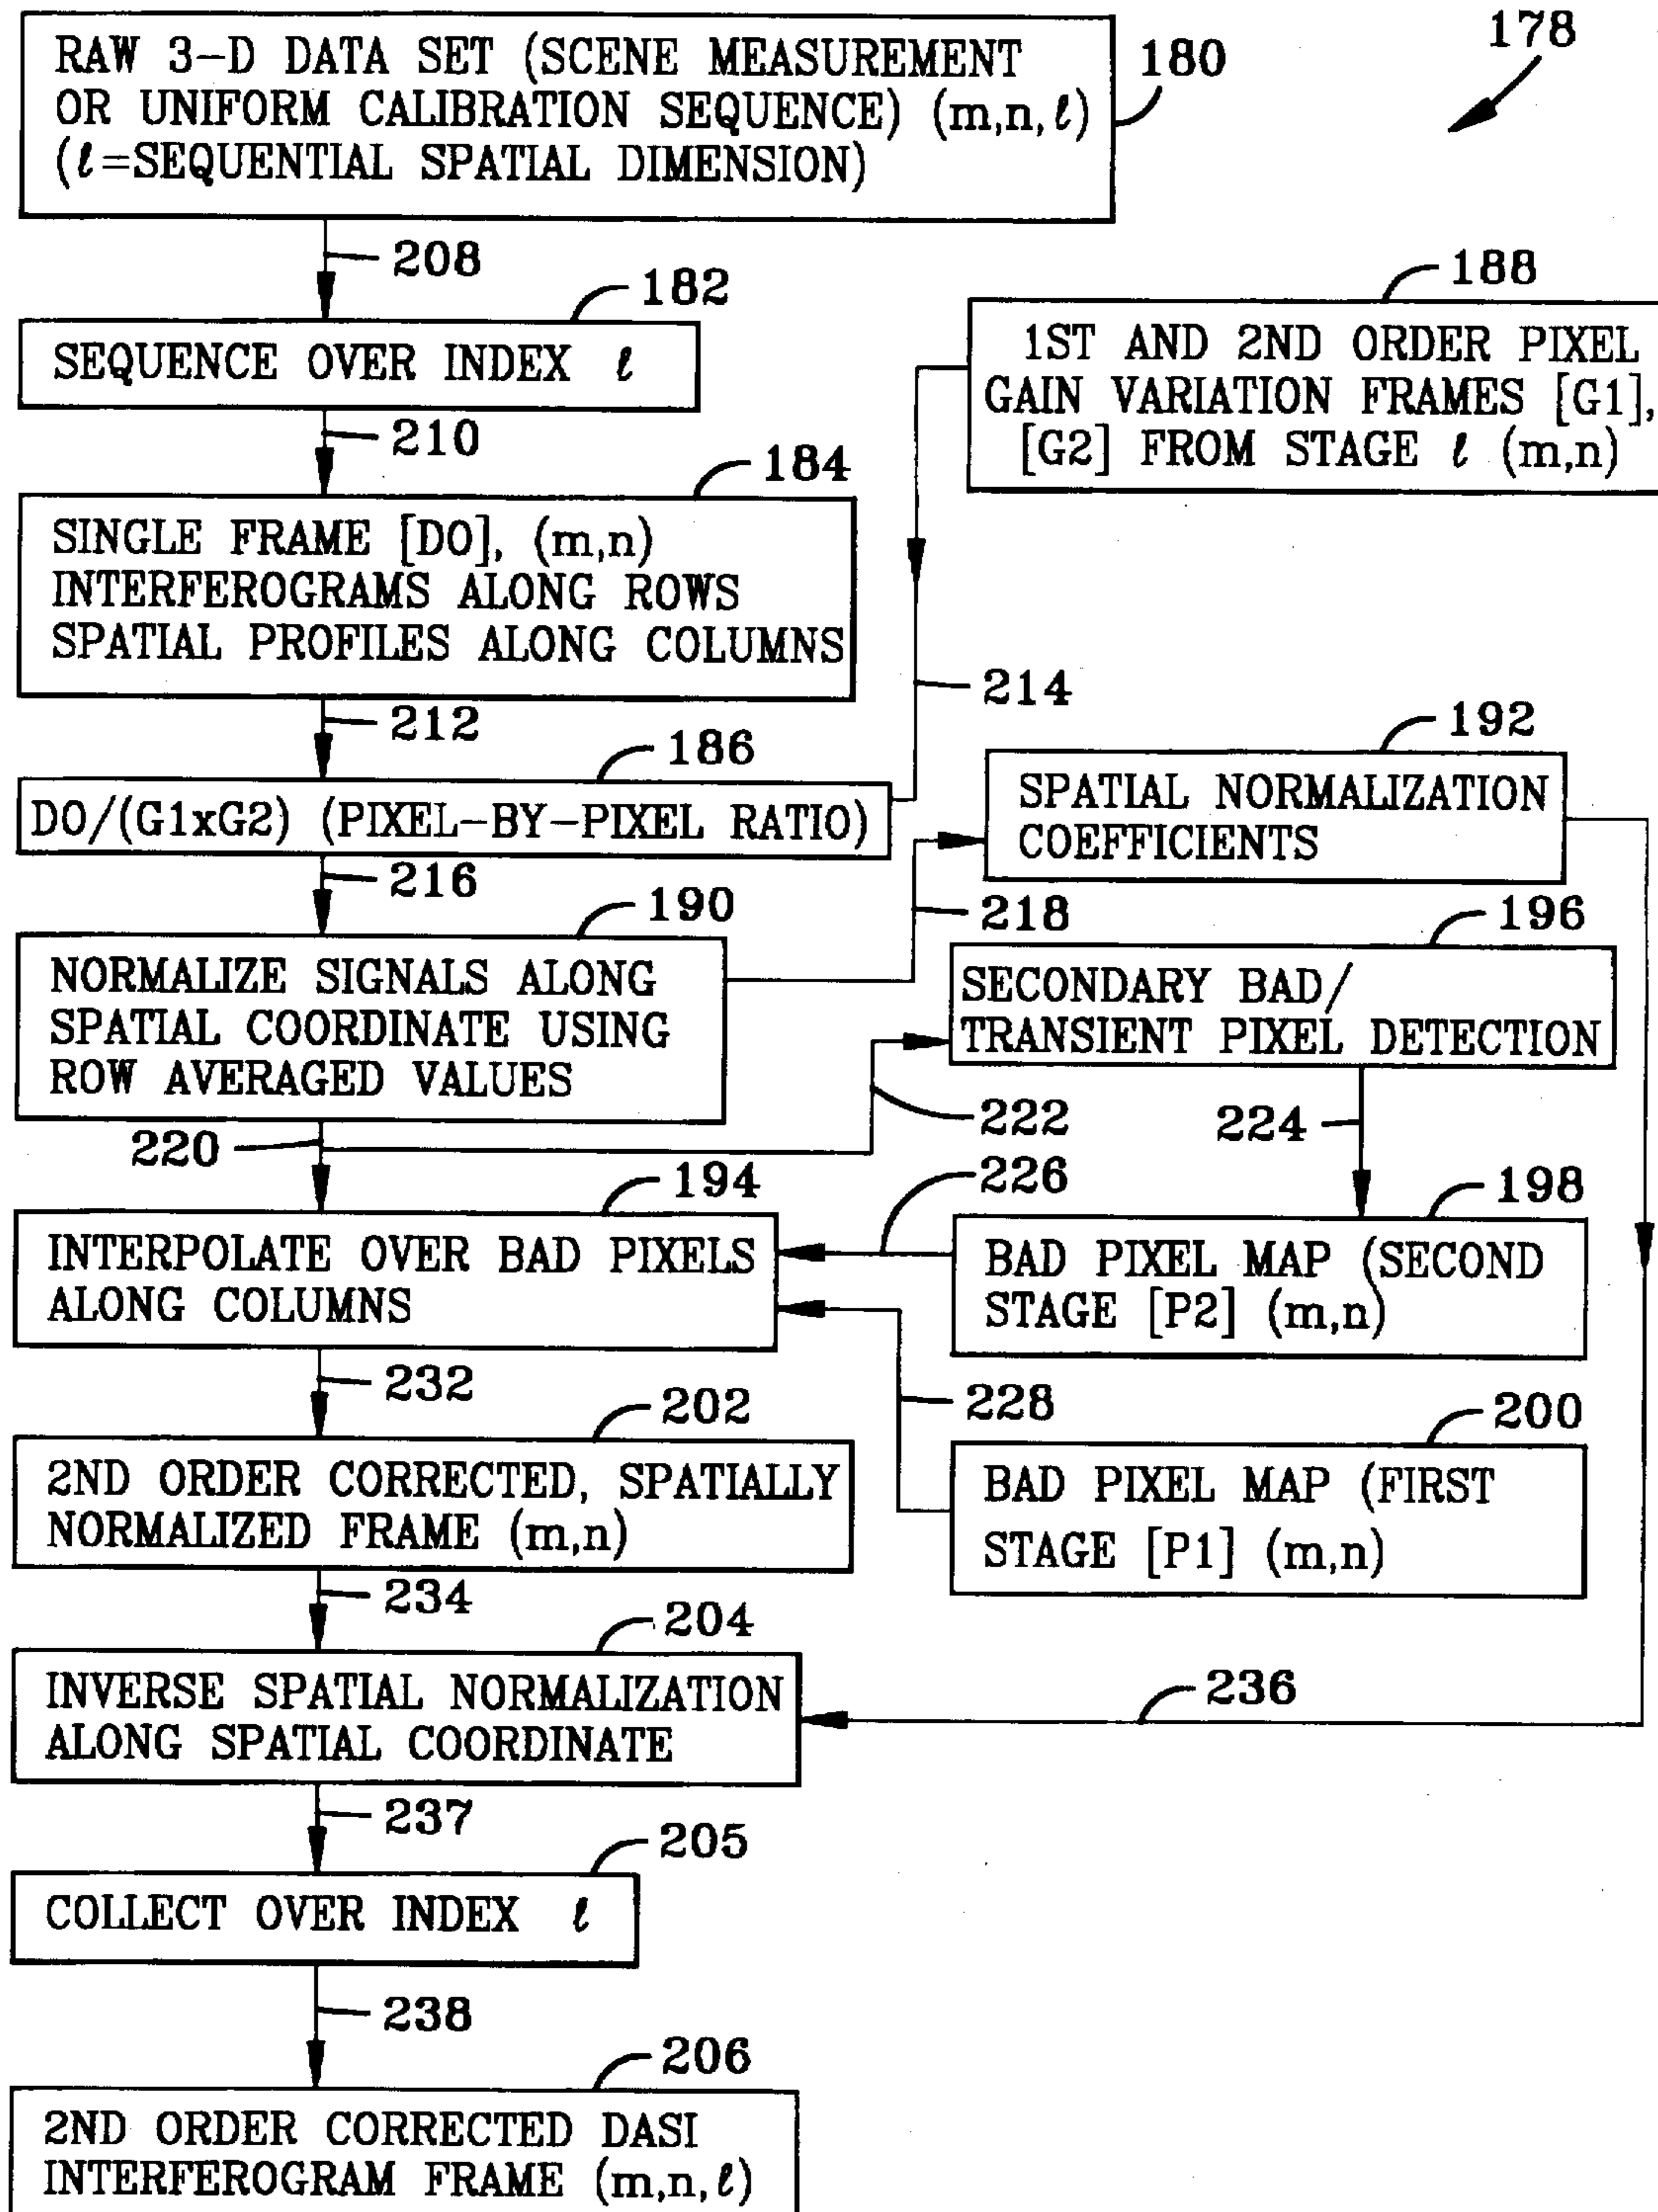 178
RAW 3-D DATA SET (SCENE MEASUREMENT
OR UNIFORM CALIBRATION SEQUENCE) (m,n,ℓ)
(ℓ=SEQUENTIAL SPATIAL DIMENSION)
180
208
182
SEQUENCE OVER INDEX ℓ
188
1ST AND 2ND ORDER PIXEL
GAIN VARIATION FRAMES [G1],
[G2] FROM STAGE ℓ (m,n)
210
184
SINGLE FRAME [DO], (m,n)
INTERFEROGRAMS ALONG ROWS
SPATIAL PROFILES ALONG COLUMNS
214
212
186
DO/(G1xG2) (PIXEL-BY-PIXEL RATIO)
192
SPATIAL NORMALIZATION
COEFFICIENTS
216
218
190
NORMALIZE SIGNALS ALONG
SPATIAL COORDINATE USING
ROW AVERAGED VALUES
196
SECONDARY BAD/
TRANSIENT PIXEL DETECTION
220
222
224
194
INTERPOLATE OVER BAD PIXELS
ALONG COLUMNS
226
198
BAD PIXEL MAP (SECOND
STAGE [P2] (m,n)
232
228
200
BAD PIXEL MAP (FIRST
STAGE [P1] (m,n)
202
2ND ORDER CORRECTED, SPATIALLY
NORMALIZED FRAME (m,n)
234
204
INVERSE SPATIAL NORMALIZATION
ALONG SPATIAL COORDINATE
236
237
205
COLLECT OVER INDEX ℓ
238
206
2ND ORDER CORRECTED DASI
INTERFEROGRAM FRAME (m,n,ℓ)